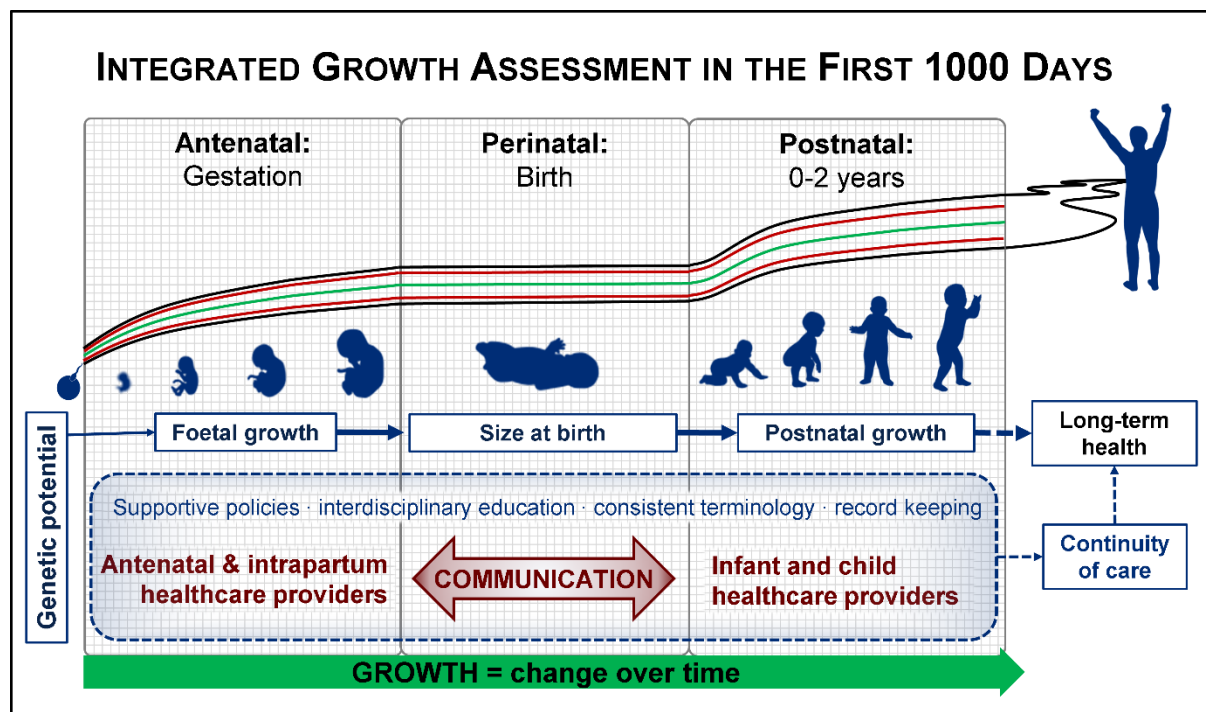 INTEGRATED GROWTH ASSESSMENT IN THE FIRST 1000 DAYS
Antenatal:
Gestation
Perinatal:
Birth
Postnatal:
0-2 years
Genetic potential
Foetal growth
Size at birth
Postnatal growth
Long-term
health
Supportive policies · interdisciplinary education · consistent terminology · record keeping
Antenatal & intrapartum
healthcare providers
COMMUNICATION
Infant and child
healthcare providers
Continuity
of care
GROWTH = change over time